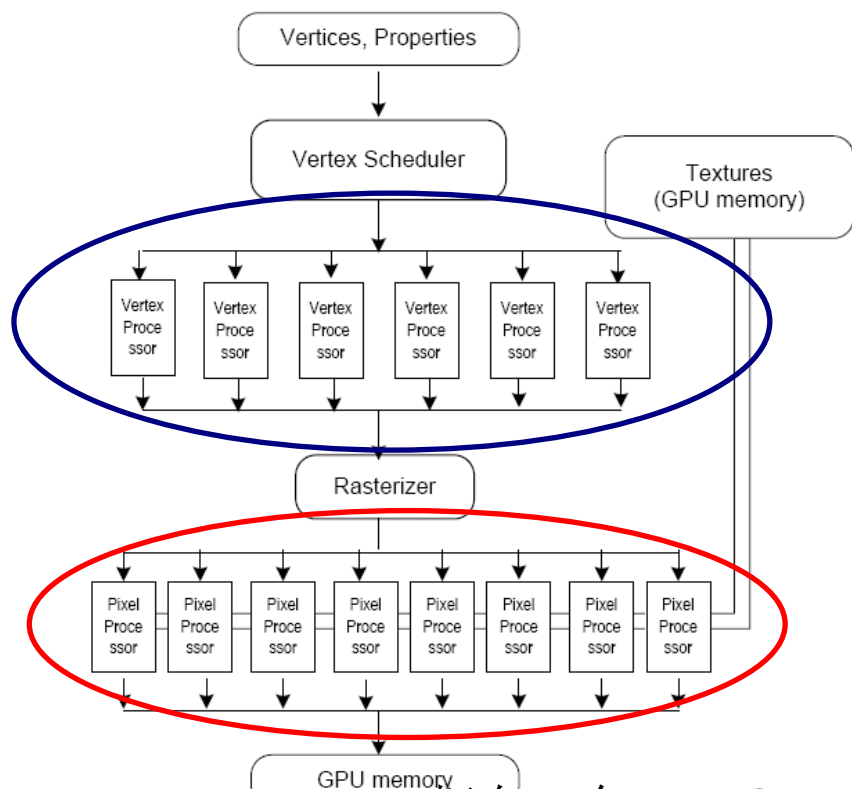 Vertices, Properties
Vertex Scheduler
Textures
(GPU memory)
Vertex
Proce
ssor
Vertex
Proce
ssor
Vertex
Proce
ssor
Vertex
Proce
ssor
Vertex
Proce
ssor
Vertex
Proce
ssor
Rasterizer
Pixel
Proce
ssor
Pixel
Proce
ssor
Pixel
Proce
ssor
Pixel
Proce
ssor
Pixel
Proce
ssor
Pixel
Proce
ssor
Pixel
Proce
ssor
Pixel
Proce
ssor
GPU memory